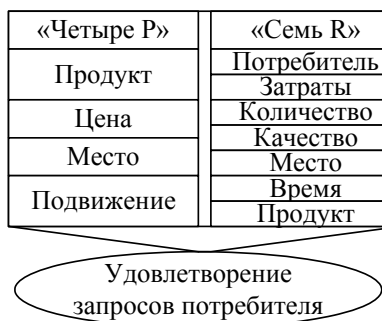 «Четыре P»
Продукт
Цена
Место
Подвижение
«Семь R»
Потребитель
Затраты
Количество
Качество
Место
Время
Продукт
Удовлетворение
запросов потребителя